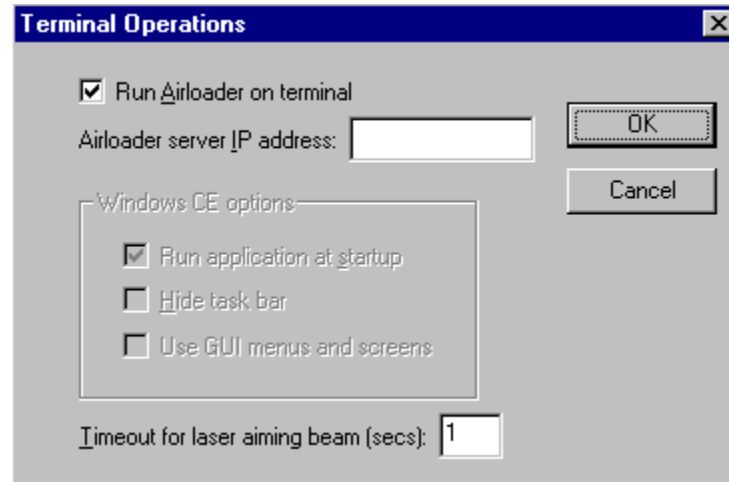 Terminal Operations
Run Airloader on terminal
OK
Airloader server IP address:
Cancel
Windows CE options
Run application at startup
Hide task bar
Use GUI menus and screens
Timeout for laser aiming beam (secs): 1